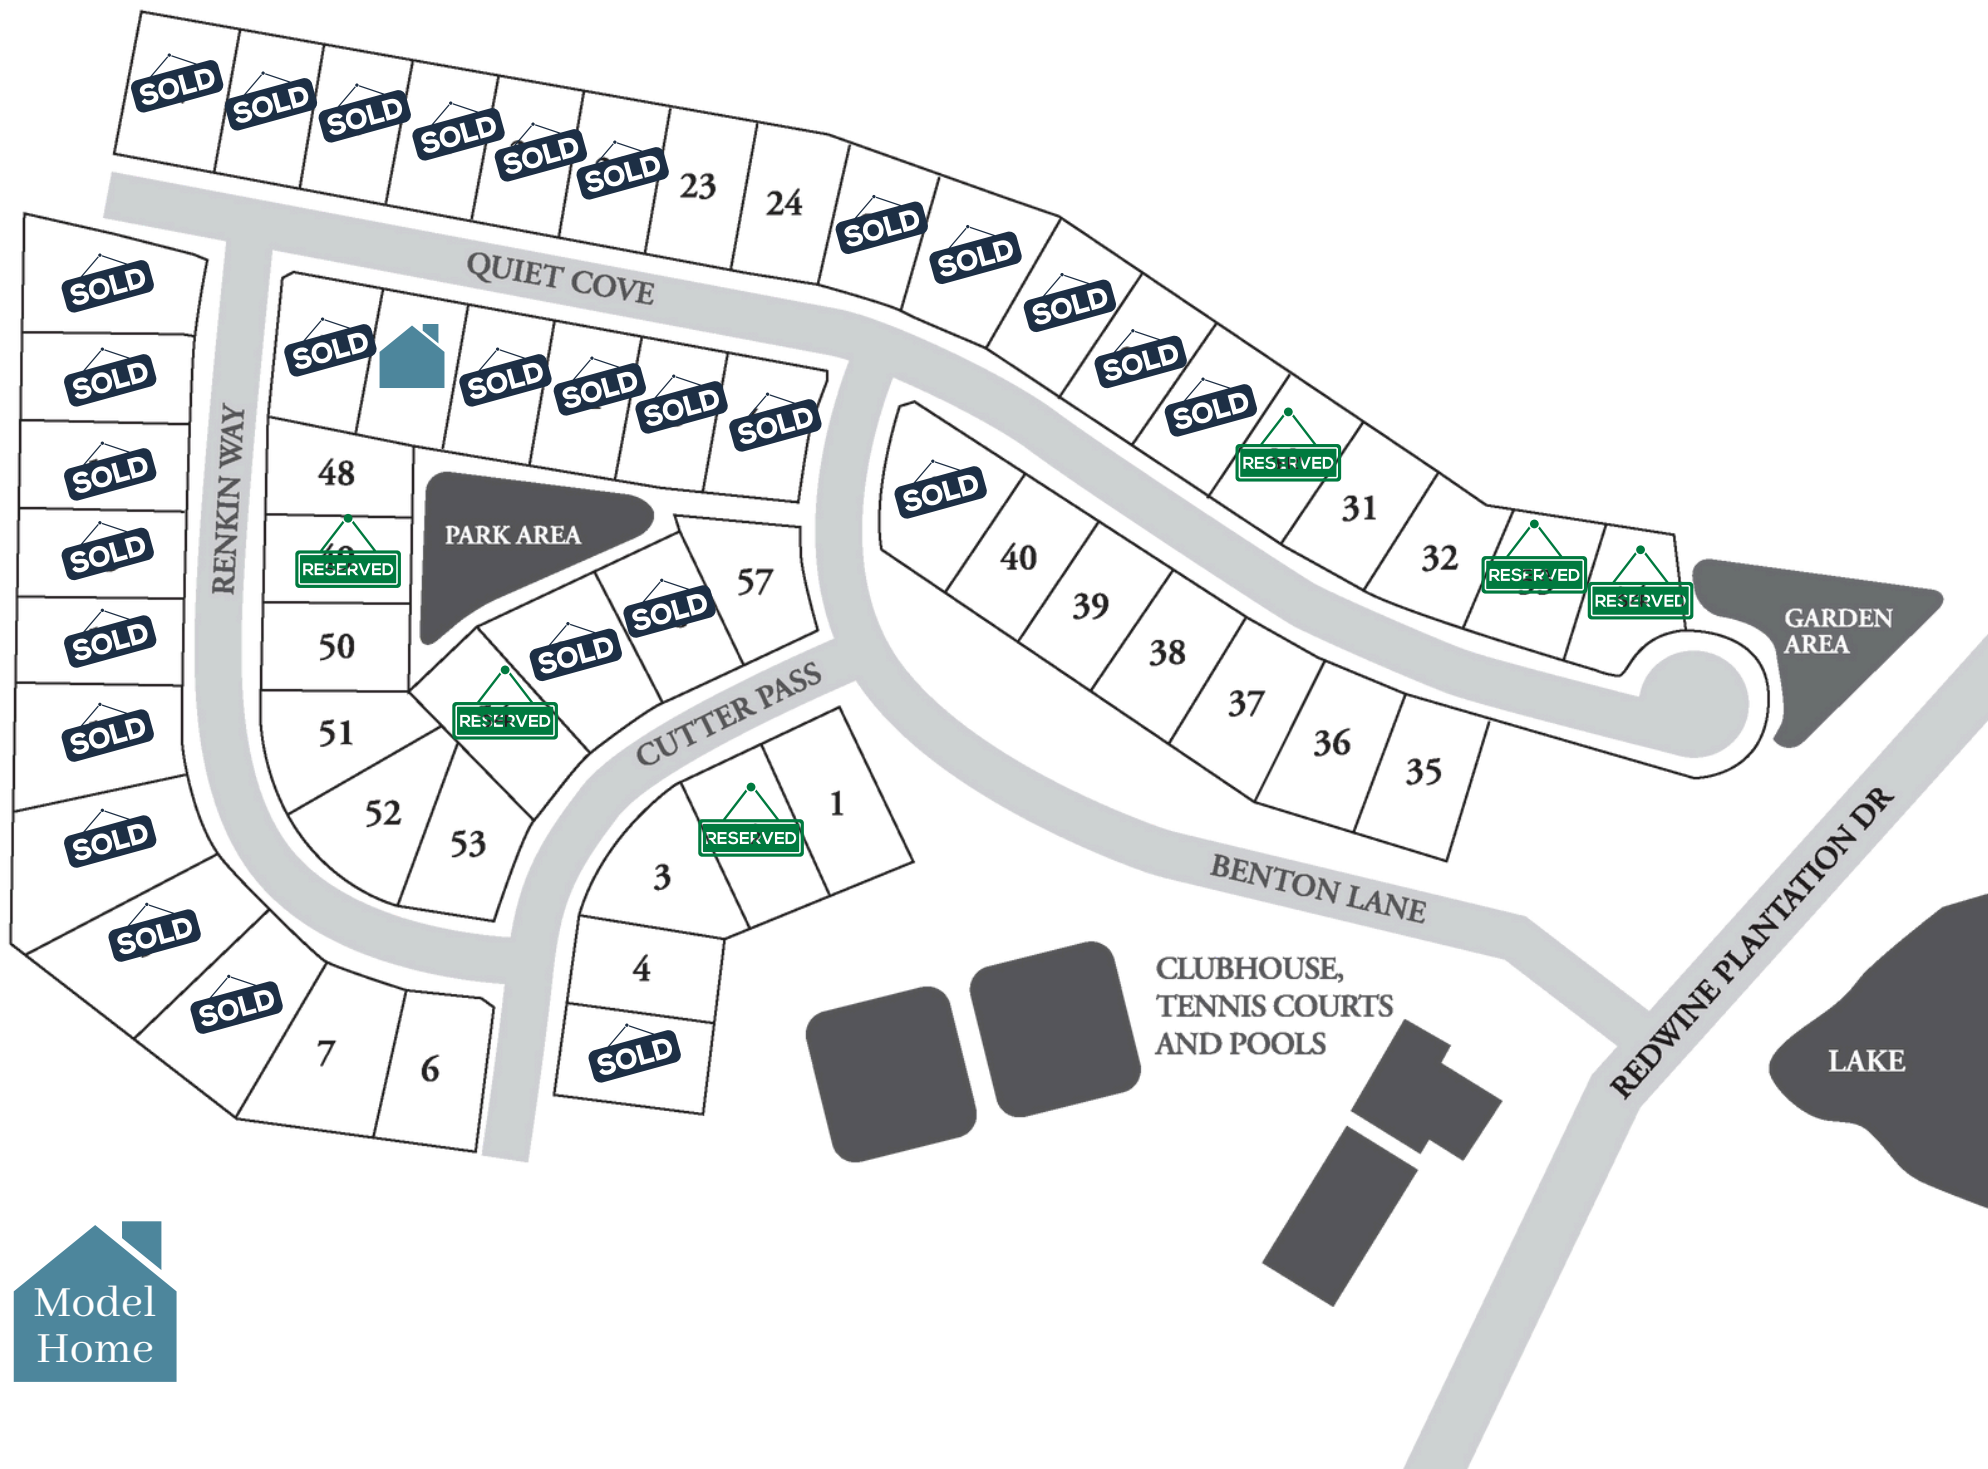 SOLD
SOLD
SOLD
SOLD
SOLD
SOLD
23
24
SOLD
SOLD
SOLD
SOLD
SOLD
RESERVED
31
32
RESERVED
RESERVED
QUIET COVE
SOLD
SOLD
SOLD
SOLD
SOLD
SOLD
SOLD
SOLD
SOLD
RENKIN WAY
SOLD
SOLD
SOLD
SOLD
SOLD
48
RESERVED
50
51
52
53
PARK AREA
RESERVED
SOLD
SOLD
57
CUTTER PASS
SOLD
40
39
38
37
36
35
GARDEN
AREA
1
RESERVED
3
4
SOLD
7
6
BENTON LANE
REDWINE PLANTATION DR
CLUBHOUSE,
TENNIS COURTS
AND POOLS
LAKE
Model
Home